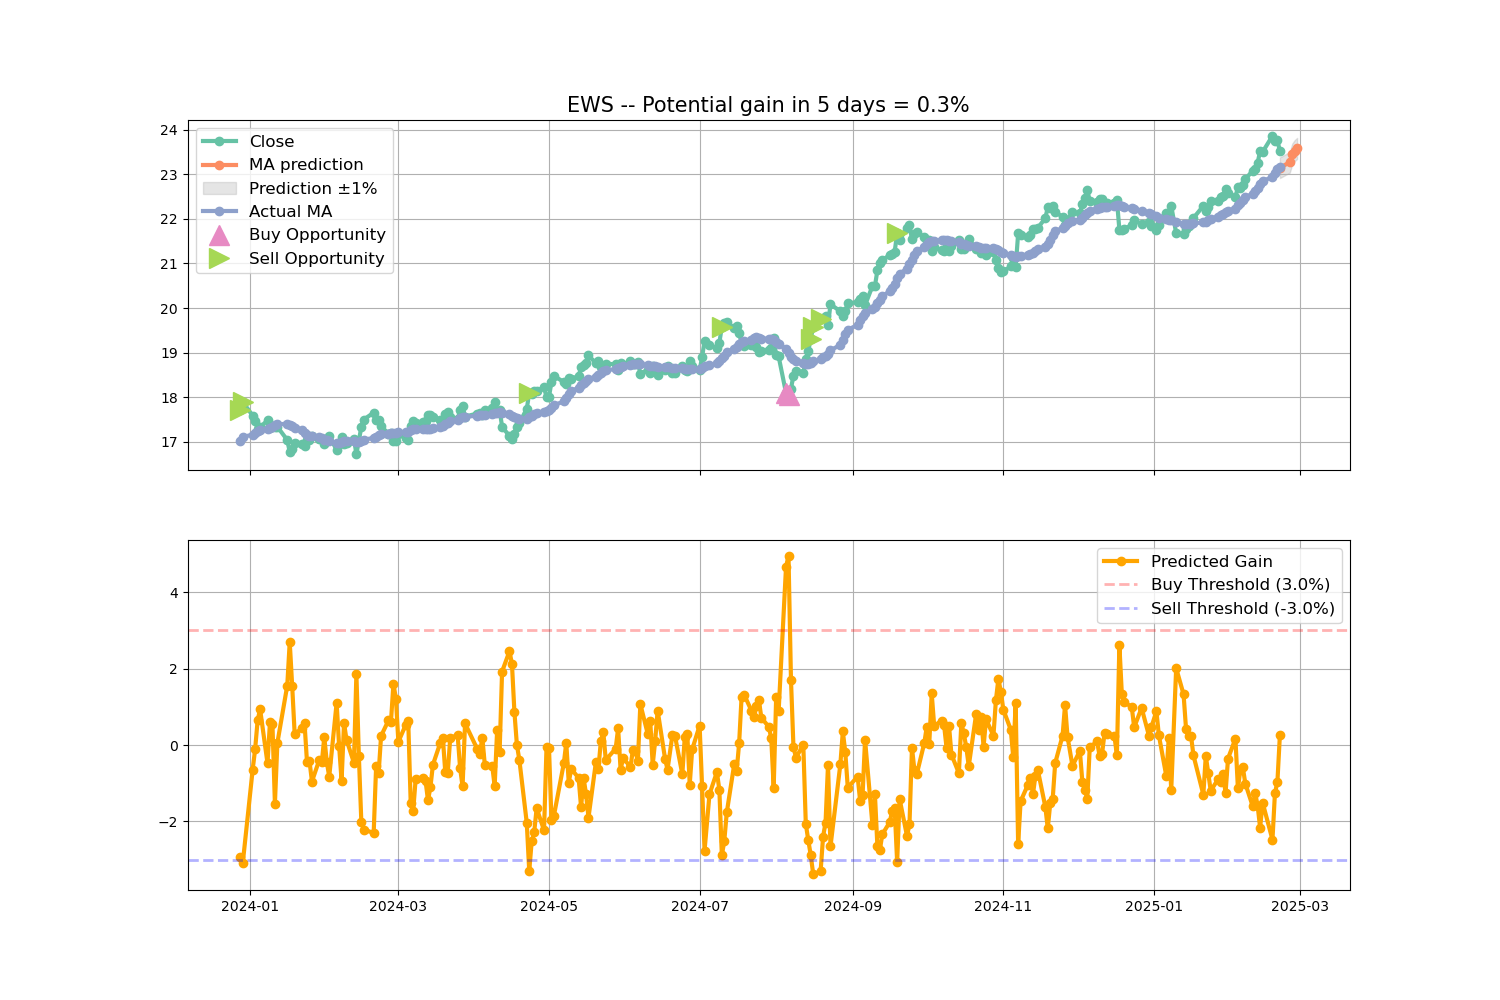 EWS -- Potential gain in 5 days = 0.3%
24
23
22
21
20
19
18
17
Close
MA prediction
Prediction ±1%
Actual MA
Buy Opportunity
Sell Opportunity
4
2
0
−2
Predicted Gain
Buy Threshold (3.0%)
Sell Threshold (-3.0%)
2024-01
2024-03
2024-05
2024-07
2024-09
2024-11
2025-01
2025-03